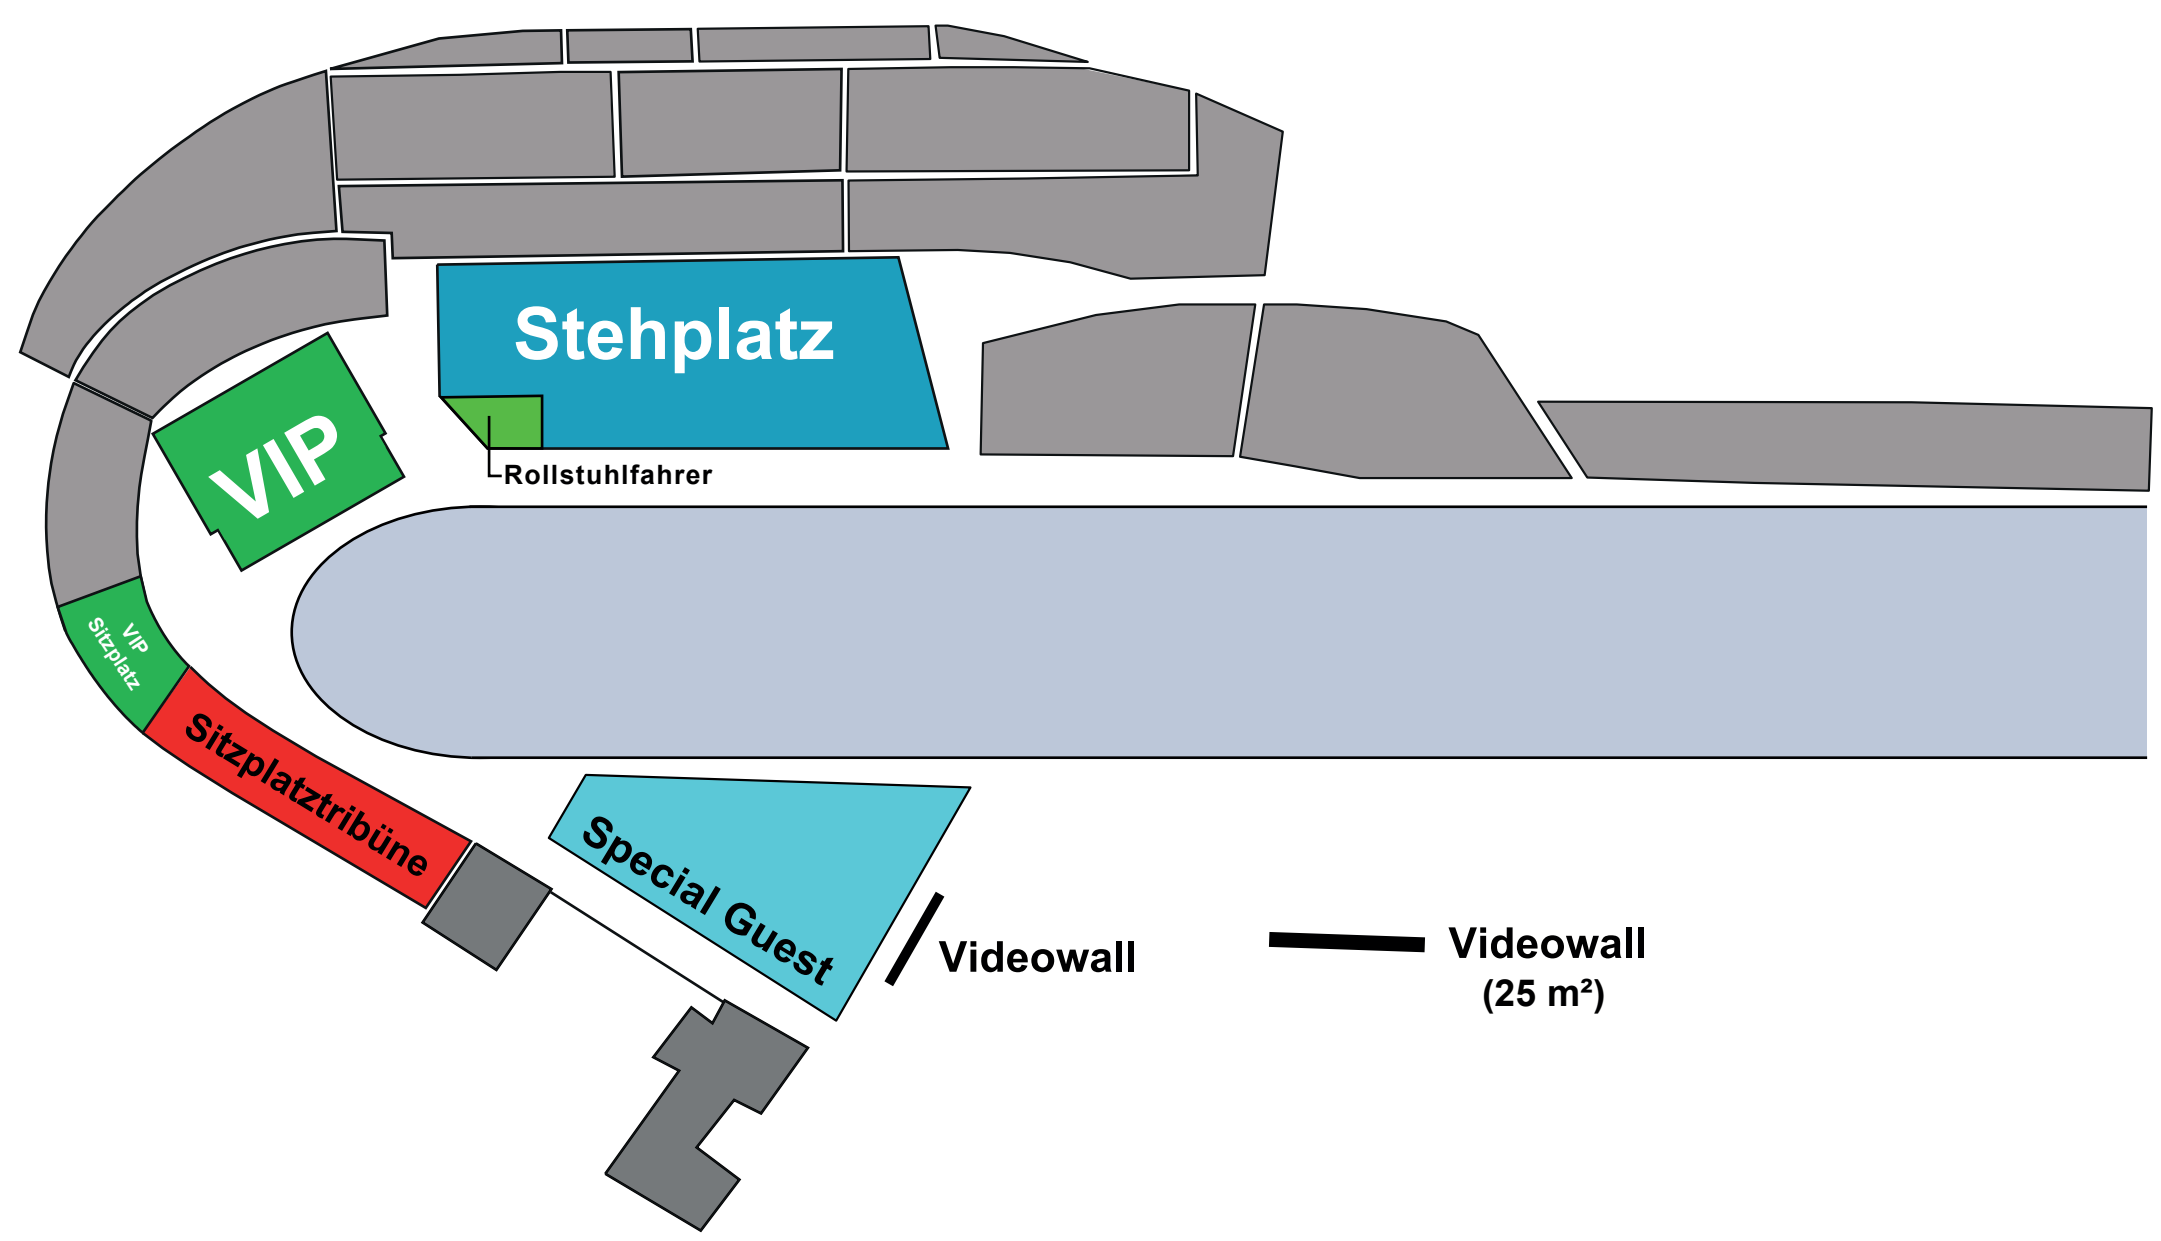 Stehplatz
VIP
Rollstuhlfahrer
VIP
Sitzplatz
Sitzplatztribüne
Special Guest
Videowall
Videowall
(25 m²)